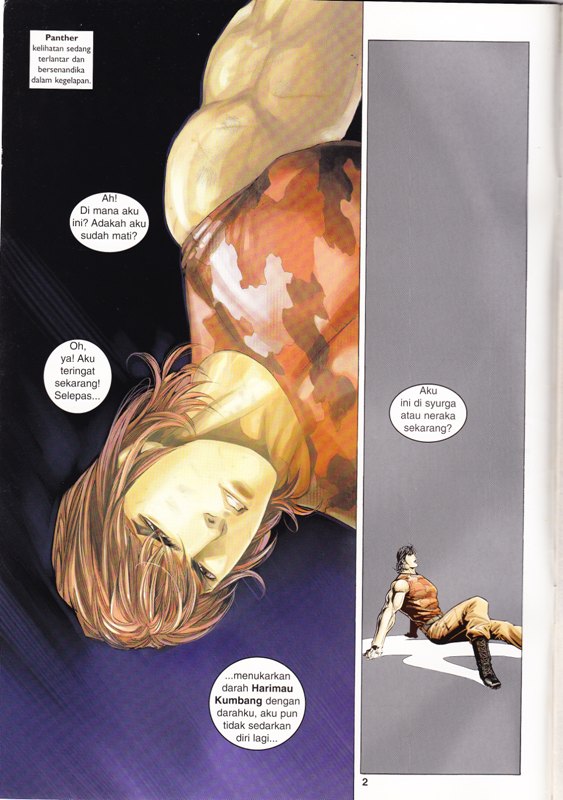 Panther
kelihatan sedang
terlantar dan
bersenandika
dalam kegelapan.
Ah!
Di mana aku
ini? Adakah aku
sudah mati?
Oh,
ya! Aku
teringat
sekarang!
Selepas...
...menukarkan
darah Harimau
Kumbang dengan
darahku, aku pun
tidak sedarkan
diri lagi...
Aku
ini di syurga
atau neraka
sekarang?
2